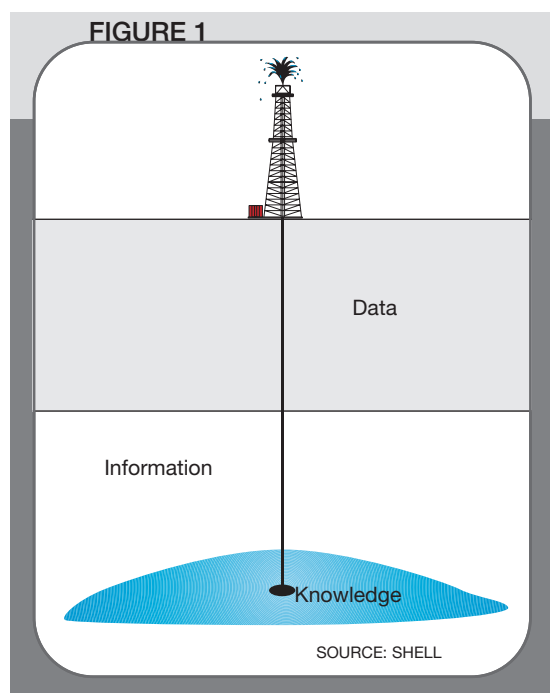 FIGURE 1
Data
Information
Knowledge
SOURCE: SHELL